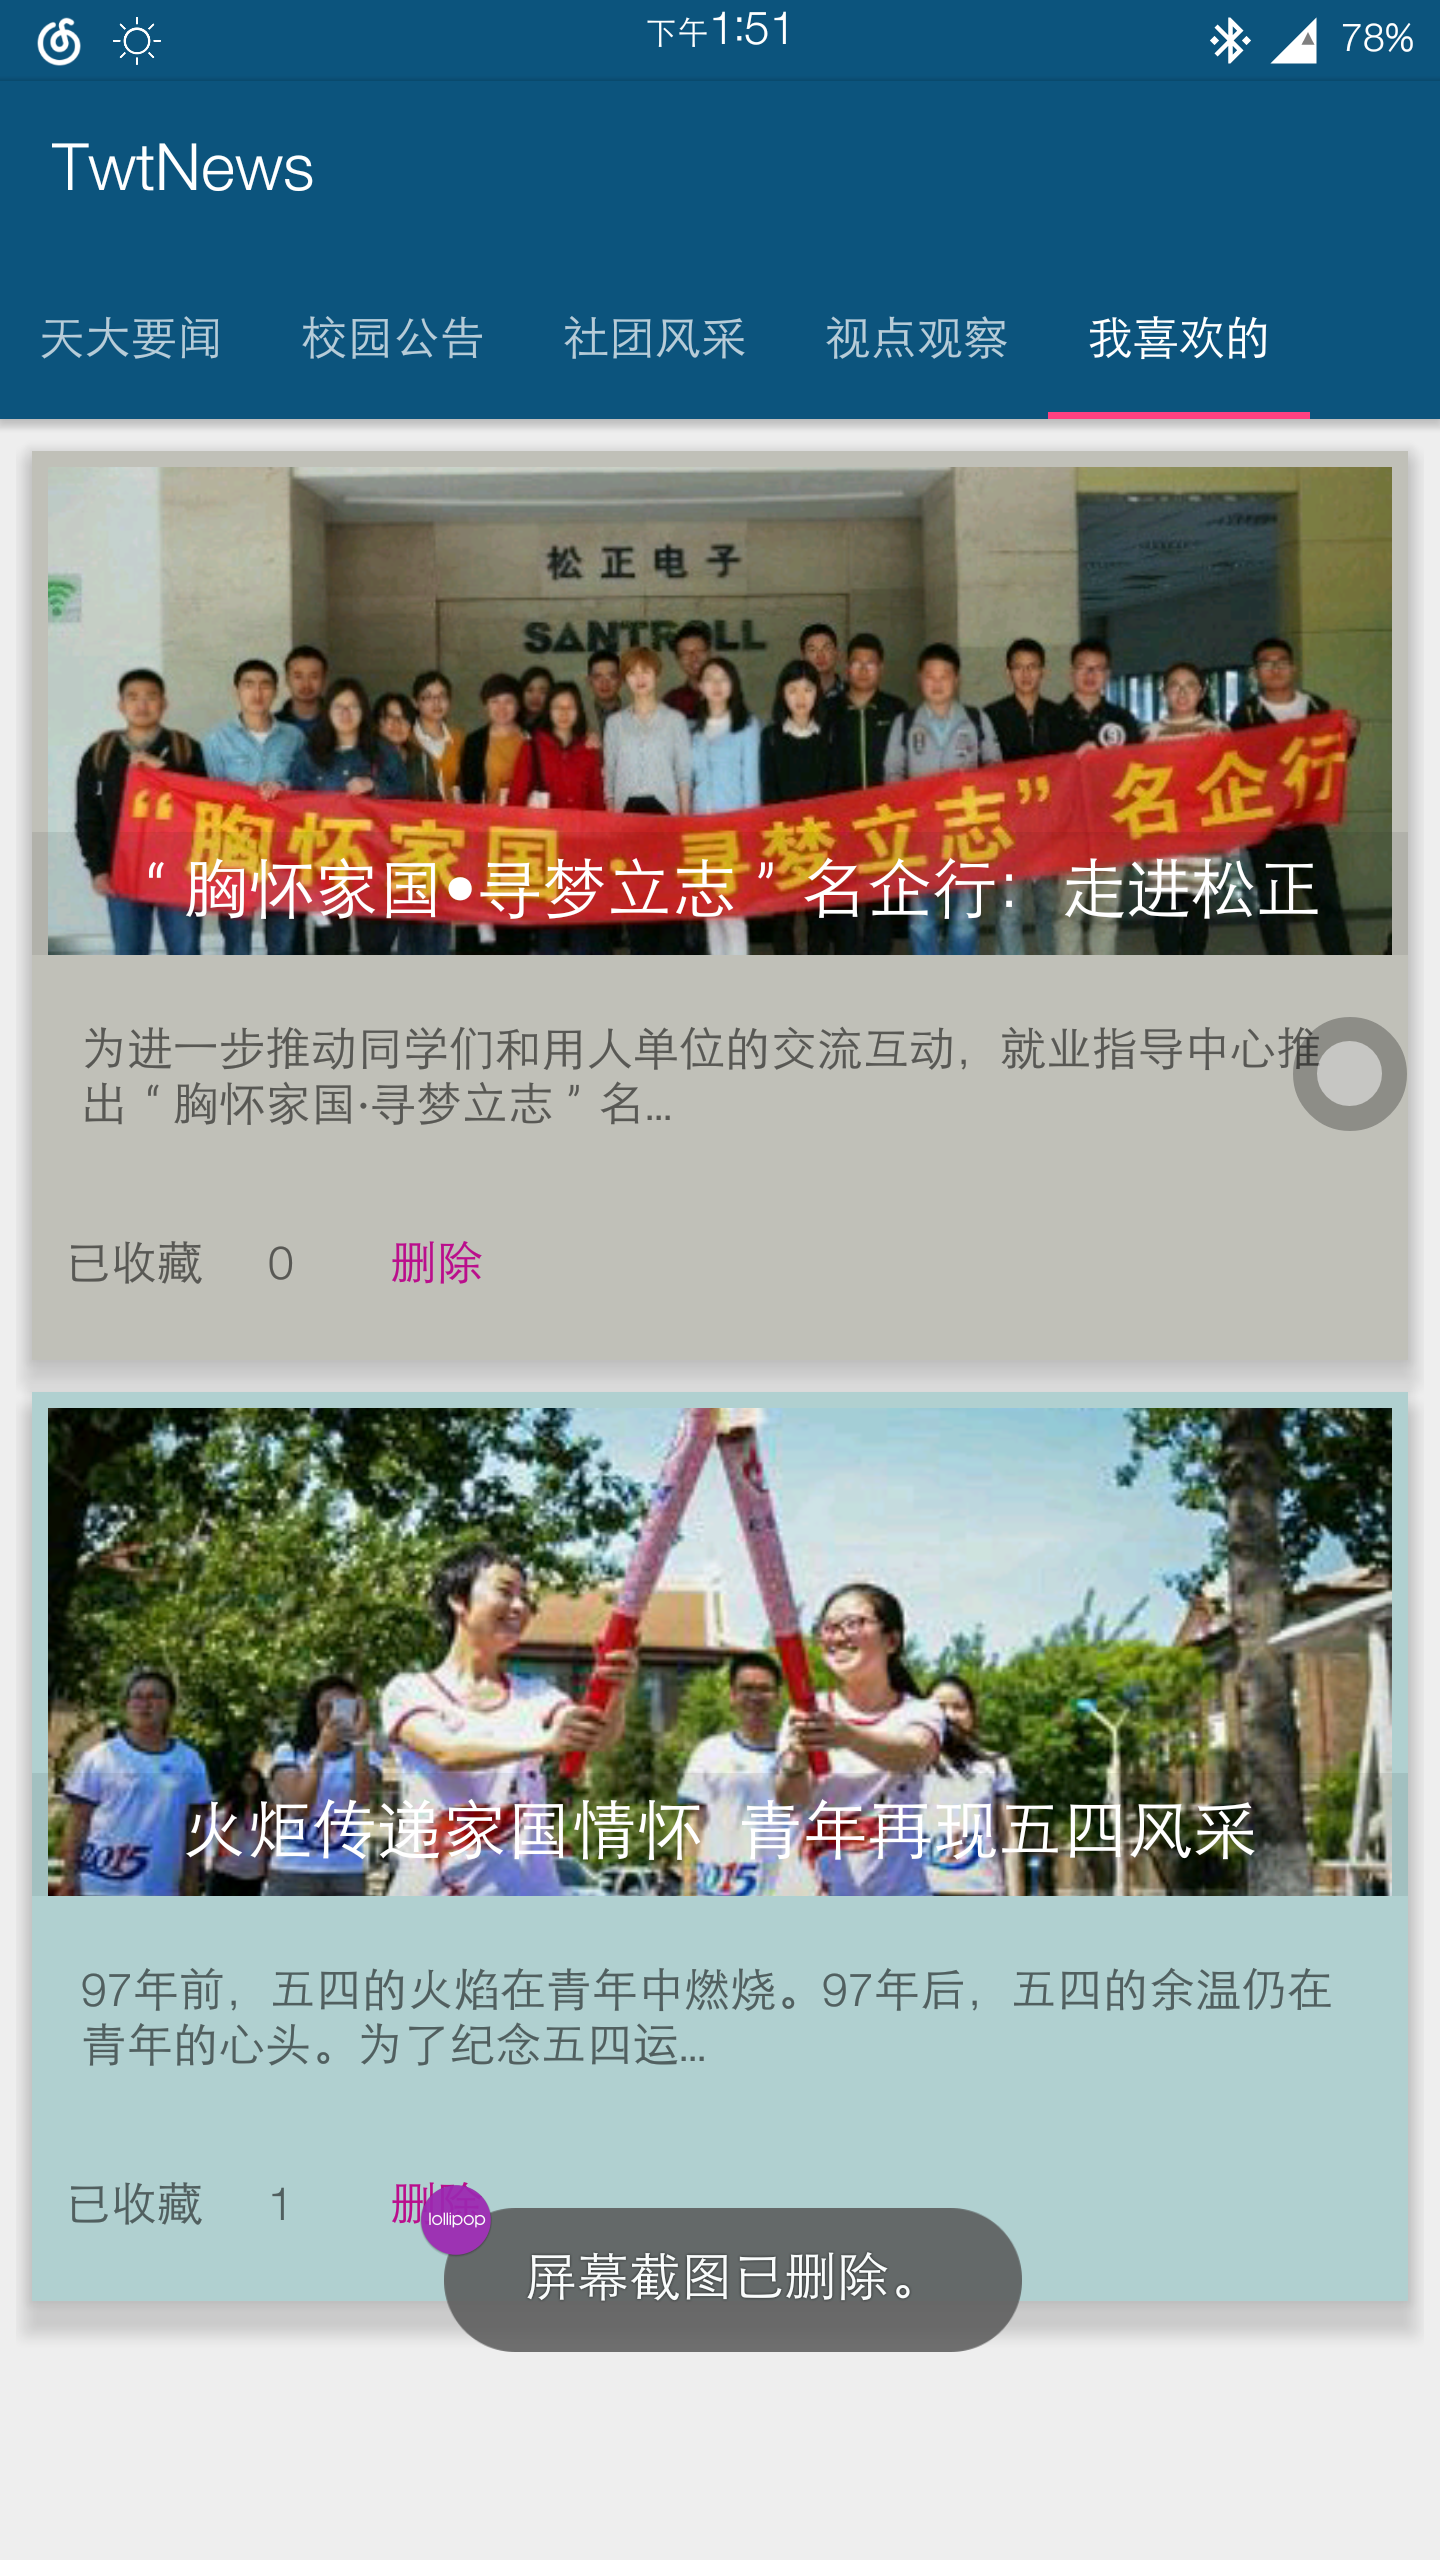 下午1:51
78%
TwtNews
天大要闻
校园公告
社团风采
视点观察
我喜欢的
松正电子
SANTROLL
“胸怀家国·寻梦立志”名企行
“胸怀家国•寻梦立志”名企行：走进松正
为进一步推动同学们和用人单位的交流互动，就业指导中心推
出“胸怀家国·寻梦立志”名...
已收藏 0 删除
2015
2015
火炬传递家国情怀 青年再现五四风采
97年前，五四的火焰在青年中燃烧。97年后，五四的余温仍在
青年的心头。为了纪念五四运...
已收藏 1 删除
lollipop
屏幕截图已删除。